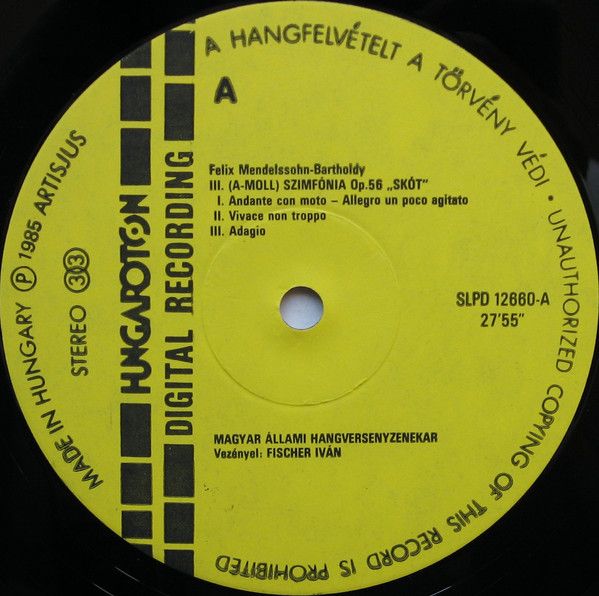 A HANGFELVÉTELT A TÖRVÉNY VÉDI • UNAUTHORIZED COPYING OF THIS RECORD IS PROHIBITED
MADE IN HUNGARY Ⓟ 1985 ARTISJUS
STEREO 33
HUNGAROTON
DIGITAL RECORDING
A
Felix Mendelssohn-Bartholdy
III. (A-MOLL) SZIMFÓNIA Op.56 „SKÓT”
I. Andante con moto – Allegro un poco agitato
II. Vivace non troppo
III. Adagio
SLPD 12660-A
27'55"
MAGYAR ÁLLAMI HANGVERSENYZENEKAR
Vezényel: FISCHER IVÁN